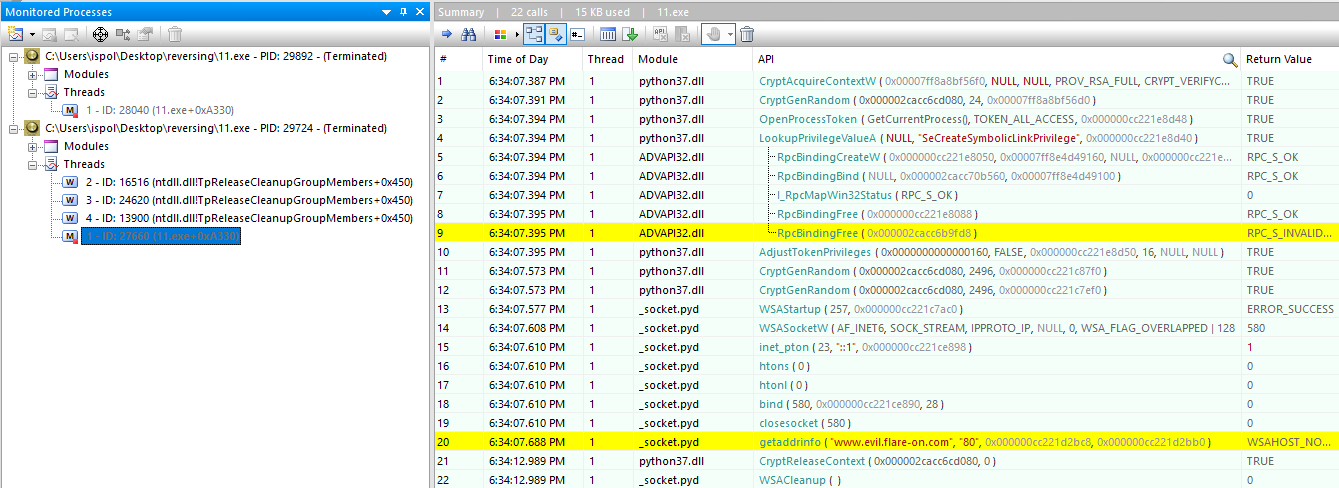 Monitored Processes
C:\Users\ispol\Desktop\reversing\11.exe - PID: 29892 - (Terminated)
Modules
Threads
1 - ID: 28040 (11.exe+0xA330)
C:\Users\ispol\Desktop\reversing\11.exe - PID: 29724 - (Terminated)
Modules
Threads
2 - ID: 16516 (ntdll.dll!TpReleaseCleanupGroupMembers+0x450)
3 - ID: 24620 (ntdll.dll!TpReleaseCleanupGroupMembers+0x450)
4 - ID: 13900 (ntdll.dll!TpReleaseCleanupGroupMembers+0x450)
1 - ID: 27660 (11.exe+0xA330)
Summary | 22 calls | 15 KB used | 11.exe
# Time of Day Thread Module API Return Value
1 6:34:07.387 PM 1 python37.dll CryptAcquireContextW ( 0x00007ff8a8bf56f0, NULL, NULL, PROV_RSA_FULL, CRYPT_VERIFYC... TRUE
2 6:34:07.391 PM 1 python37.dll CryptGenRandom ( 0x000002cacc6cd080, 24, 0x00007ff8a8bf56d0 ) TRUE
3 6:34:07.394 PM 1 python37.dll OpenProcessToken ( GetCurrentProcess(), TOKEN_ALL_ACCESS, 0x000000cc221e8d48 ) TRUE
4 6:34:07.394 PM 1 python37.dll LookupPrivilegeValueA ( NULL, "SeCreateSymbolicLinkPrivilege", 0x000000cc221e8d40 ) TRUE
5 6:34:07.394 PM 1 ADVAPI32.dll RpcBindingCreateW ( 0x000000cc221e8050, 0x00007ff8e4d49160, NULL, 0x000000cc221e... RPC_S_OK
6 6:34:07.394 PM 1 ADVAPI32.dll RpcBindingBind ( NULL, 0x000002cacc70b560, 0x00007ff8e4d49100 ) RPC_S_OK
7 6:34:07.394 PM 1 ADVAPI32.dll I_RpcMapWin32Status ( RPC_S_OK ) 0
8 6:34:07.395 PM 1 ADVAPI32.dll RpcBindingFree ( 0x000000cc221e8088 ) RPC_S_OK
9 6:34:07.395 PM 1 ADVAPI32.dll RpcBindingFree ( 0x000002cacc6b9fd8 ) RPC_S_INVALID...
10 6:34:07.395 PM 1 python37.dll AdjustTokenPrivileges ( 0x0000000000000160, FALSE, 0x000000cc221e8d50, 16, NULL, NULL ) TRUE
11 6:34:07.573 PM 1 python37.dll CryptGenRandom ( 0x000002cacc6cd080, 2496, 0x000000cc221c87f0 ) TRUE
12 6:34:07.573 PM 1 python37.dll CryptGenRandom ( 0x000002cacc6cd080, 2496, 0x000000cc221c7ef0 ) TRUE
13 6:34:07.577 PM 1 _socket.pyd WSAStartup ( 257, 0x000000cc221c7ac0 ) ERROR_SUCCESS
14 6:34:07.608 PM 1 _socket.pyd WSASocketW ( AF_INET6, SOCK_STREAM, IPPROTO_IP, NULL, 0, WSA_FLAG_OVERLAPPED | 128 580
15 6:34:07.610 PM 1 _socket.pyd inet_pton ( 23, "::1", 0x000000cc221ce898 ) 1
16 6:34:07.610 PM 1 _socket.pyd htons ( 0 ) 0
17 6:34:07.610 PM 1 _socket.pyd htonl ( 0 ) 0
18 6:34:07.610 PM 1 _socket.pyd bind ( 580, 0x000000cc221ce890, 28 ) 0
19 6:34:07.610 PM 1 _socket.pyd closesocket ( 580 ) 0
20 6:34:07.688 PM 1 _socket.pyd getaddrinfo ( "www.evil.flare-on.com", "80", 0x000000cc221d2bc8, 0x000000cc221d2bb0 ) WSAHOST_NO...
21 6:34:12.989 PM 1 python37.dll CryptReleaseContext ( 0x000002cacc6cd080, 0 ) TRUE
22 6:34:12.989 PM 1 _socket.pyd WSACleanup ( ) 0